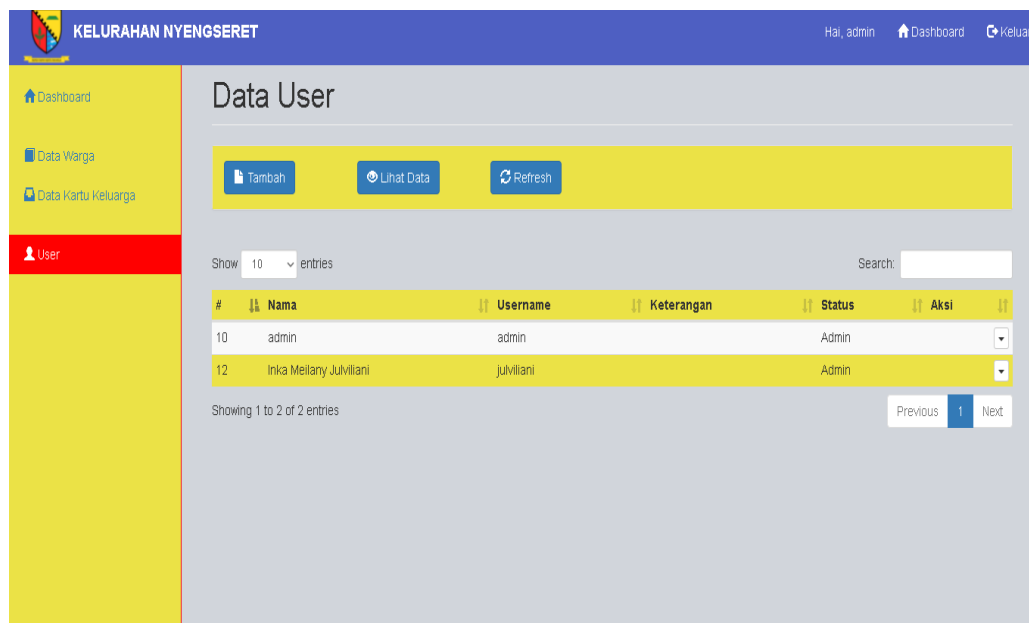 KELURAHAN NYENGSERET
Hai, admin Dashboard Kelua
Dashboard
Data Warga
Data Kartu Keluarga
User
Data User
Tambah Lihat Data Refresh
Show 10 entries Search:
# Nama Username Keterangan Status Aksi
10 admin admin Admin
12 Inka Meilany Julviliani julviliani Admin
Showing 1 to 2 of 2 entries
Previous 1 Next